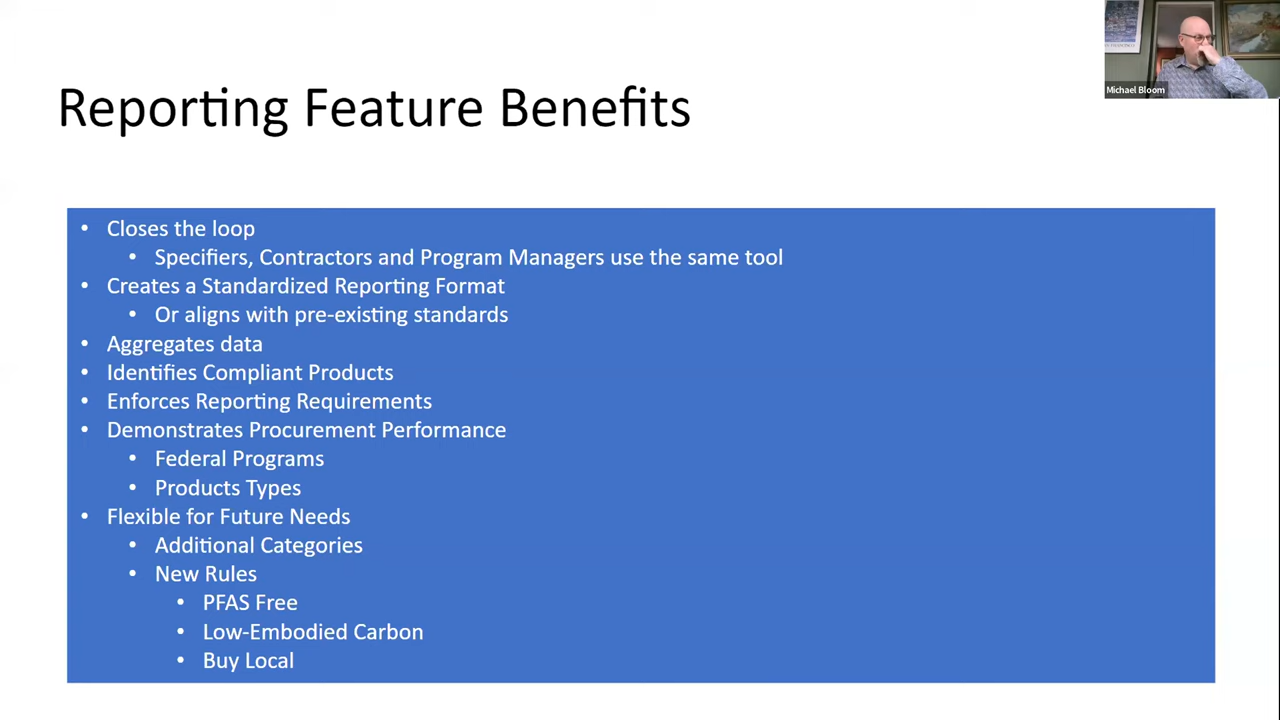 Michael Bloom
Reporting Feature Benefits
• Closes the loop
• Specifiers, Contractors and Program Managers use the same tool
• Creates a Standardized Reporting Format
• Or aligns with pre-existing standards
• Aggregates data
• Identifies Compliant Products
• Enforces Reporting Requirements
• Demonstrates Procurement Performance
• Federal Programs
• Products Types
• Flexible for Future Needs
• Additional Categories
• New Rules
• PFAS Free
• Low-Embodied Carbon
• Buy Local